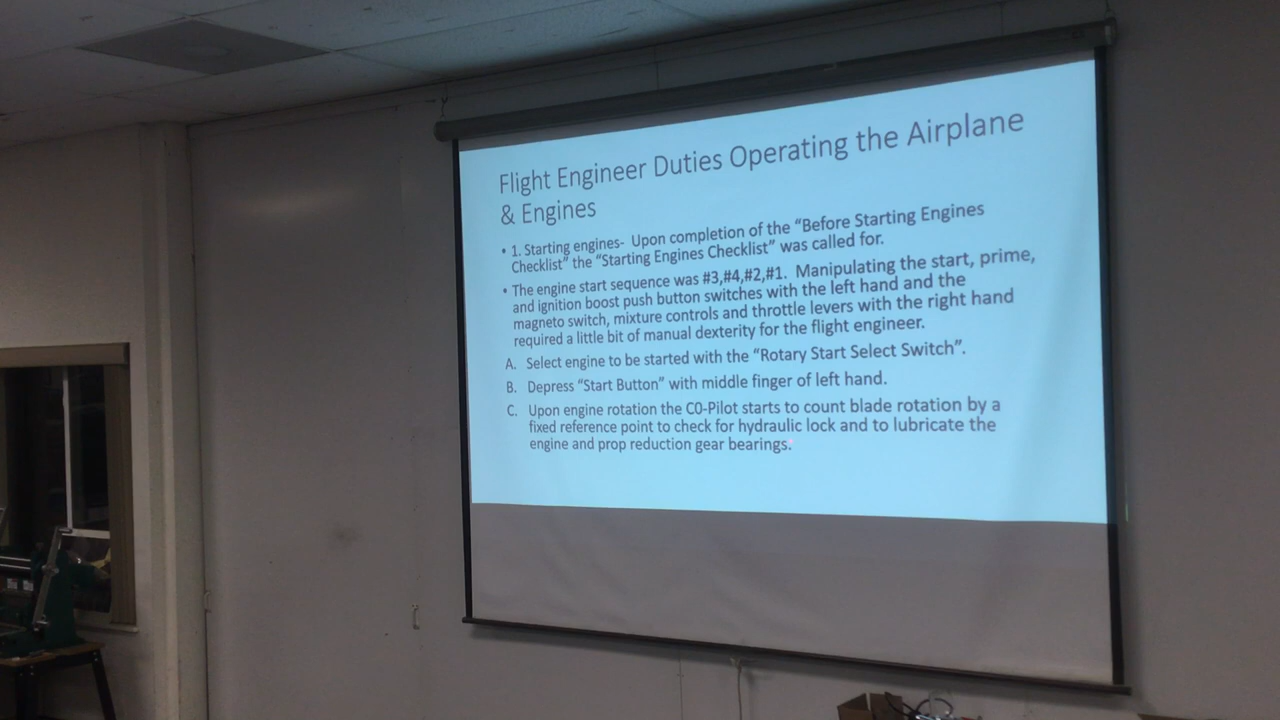 Flight Engineer Duties Operating the Airplane
& Engines
• 1. Starting engines- Upon completion of the “Before Starting Engines
Checklist” the “Starting Engines Checklist” was called for.
• The engine start sequence was #3,#4,#2,#1. Manipulating the start, prime,
and ignition boost push button switches with the left hand and the
magneto switch, mixture controls and throttle levers with the right hand
required a little bit of manual dexterity for the flight engineer.
A. Select engine to be started with the “Rotary Start Select Switch”.
B. Depress “Start Button” with middle finger of left hand.
C. Upon engine rotation the C0-Pilot starts to count blade rotation by a
fixed reference point to check for hydraulic lock and to lubricate the
engine and prop reduction gear bearings.